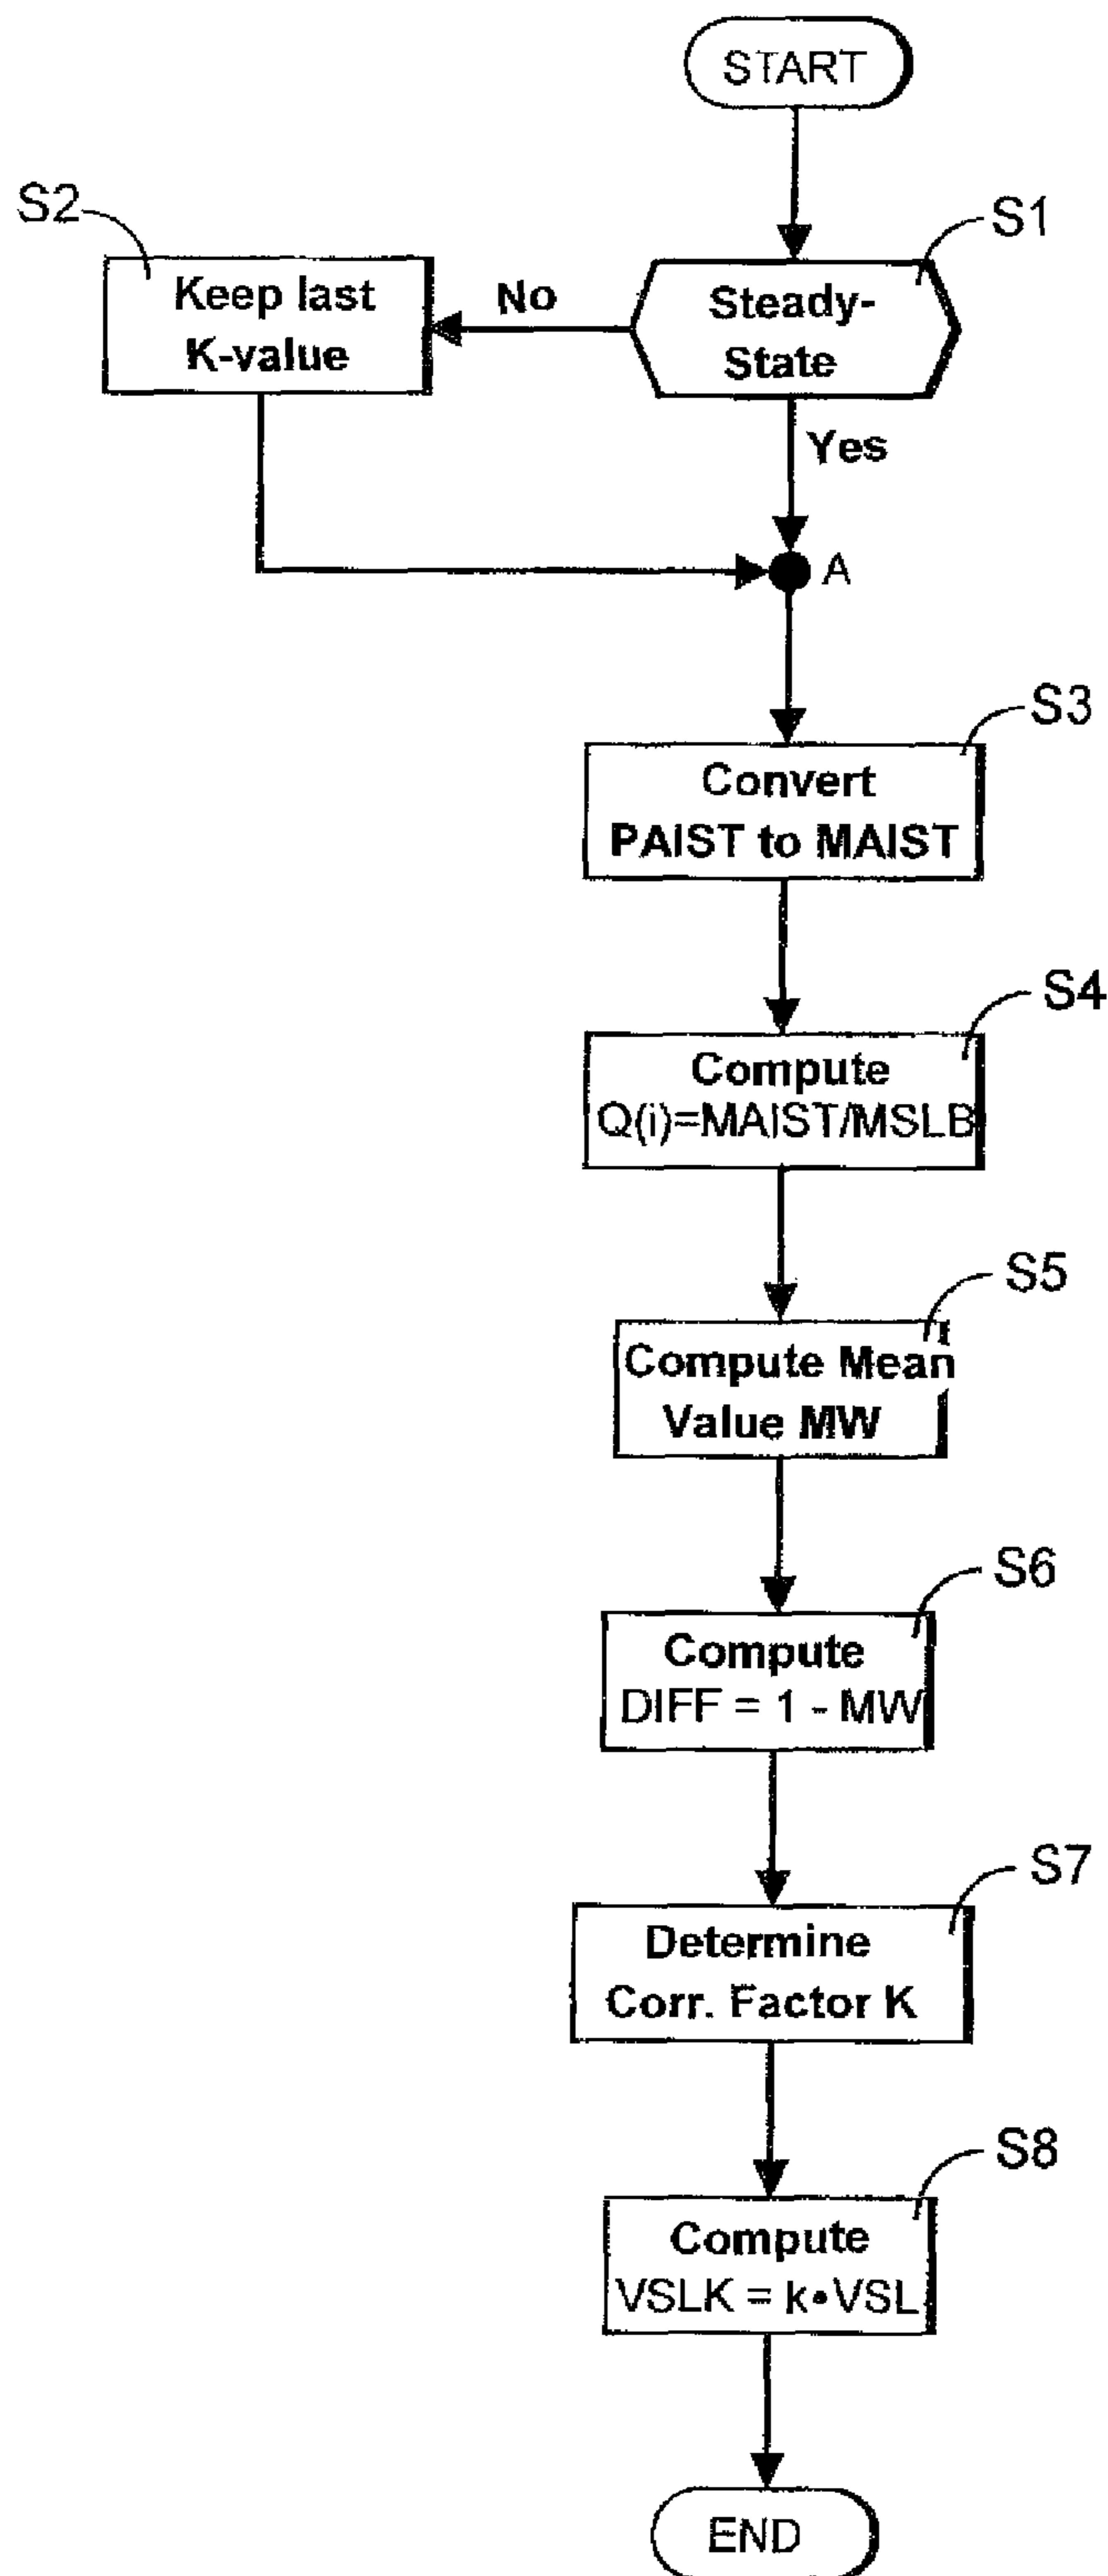 START
S1
S2
Steady-
State
No
Keep last
K-value
Yes
A
S3
Convert
PAIST to MAIST
S4
Compute
Q(i)=MAIST/MSLB
S5
Compute Mean
Value MW
S6
Compute
DIFF = 1 - MW
S7
Determine
Corr. Factor K
S8
Compute
VSLK = k•VSL
END